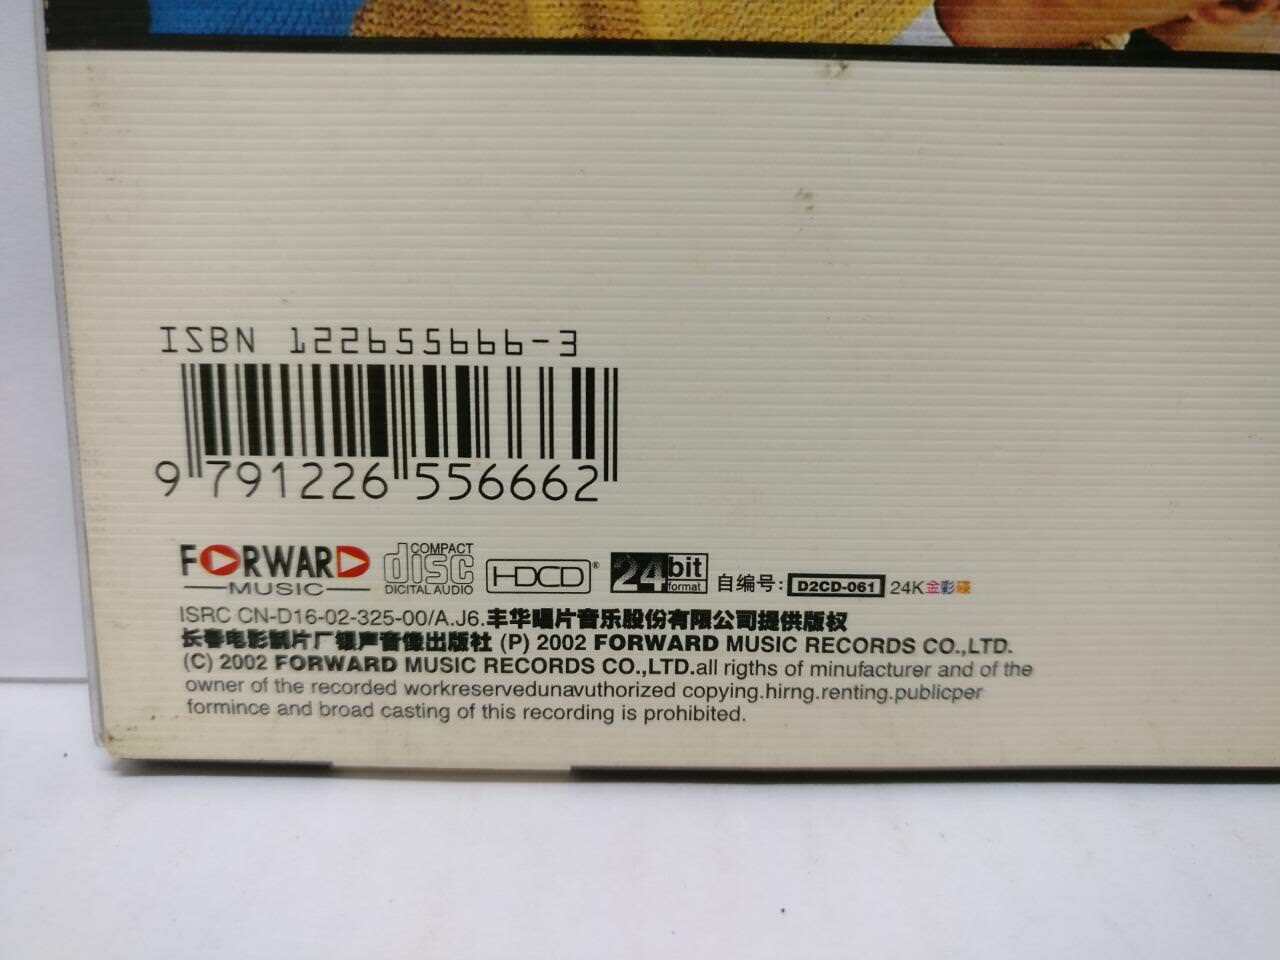 ISBN 122655666-3
9 791226 556662
FORWARD MUSIC COMPACT disc DIGITAL AUDIO HDCD® 24bit format 自编号: D2CD-061 24K金彩碟
ISRC CN-D16-02-325-00/A.J6.丰华唱片音乐股份有限公司提供版权
长春电影制片厂银声音像出版社 (P) 2002 FORWARD MUSIC RECORDS CO.,LTD.
(C) 2002 FORWARD MUSIC RECORDS CO.,LTD.all rigths of minufacturer and of the
owner of the recorded workreservedunavuthorized copying.hirng.renting.publicper
formince and broad casting of this recording is prohibited.